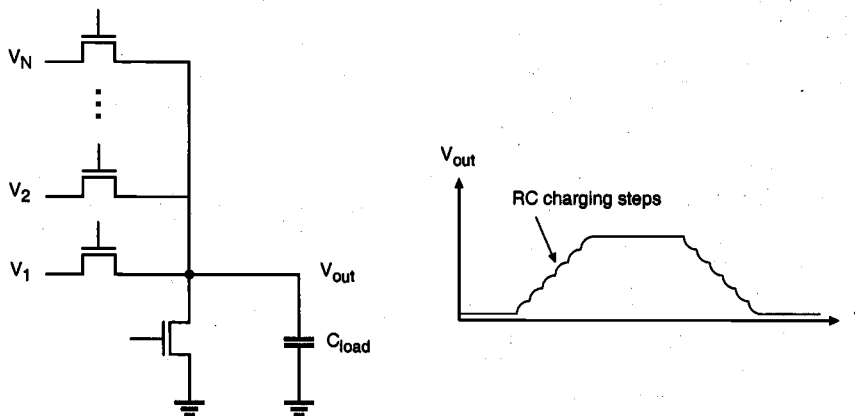 V_N
V_2
V_1
V_out
C_load
V_out
RC charging steps